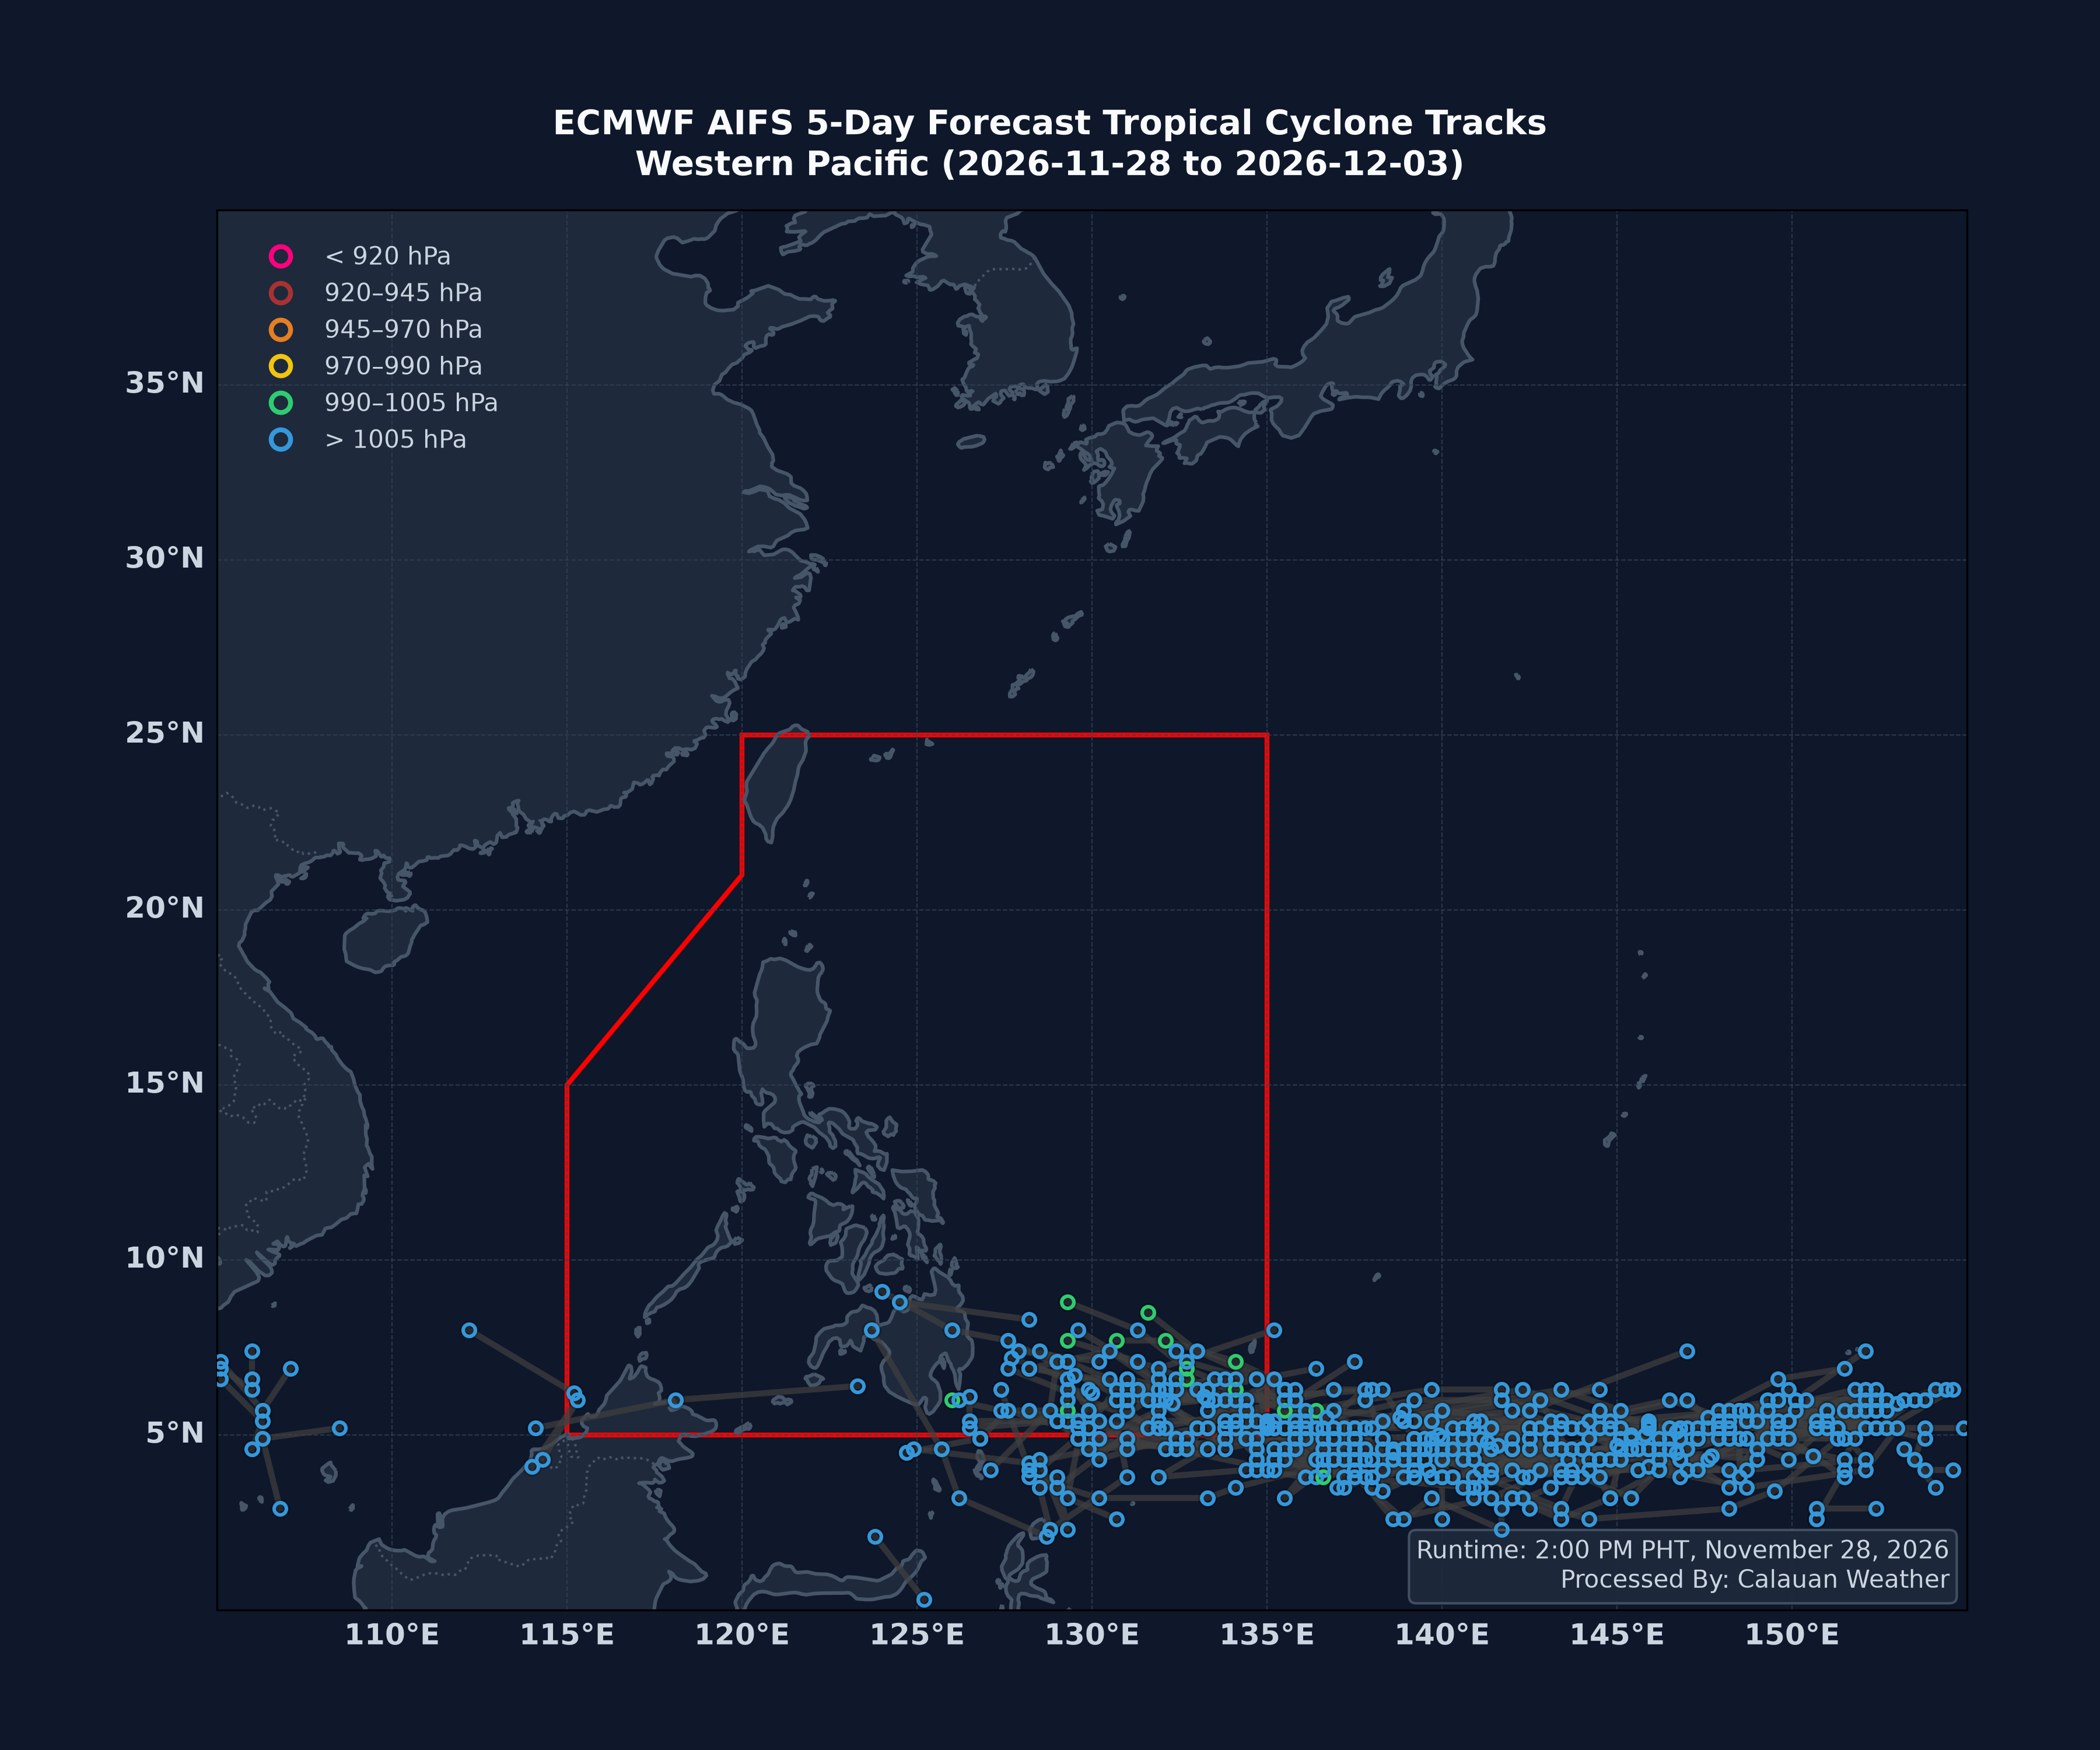 ECMWF AIFS 5-Day Forecast Tropical Cyclone Tracks
Western Pacific (2026-11-28 to 2026-12-03)
< 920 hPa
920–945 hPa
945–970 hPa
970–990 hPa
990–1005 hPa
> 1005 hPa
35°N
30°N
25°N
20°N
15°N
10°N
5°N
Runtime: 2:00 PM PHT, November 28, 2026
Processed By: Calauan Weather
110°E 115°E 120°E 125°E 130°E 135°E 140°E 145°E 150°E